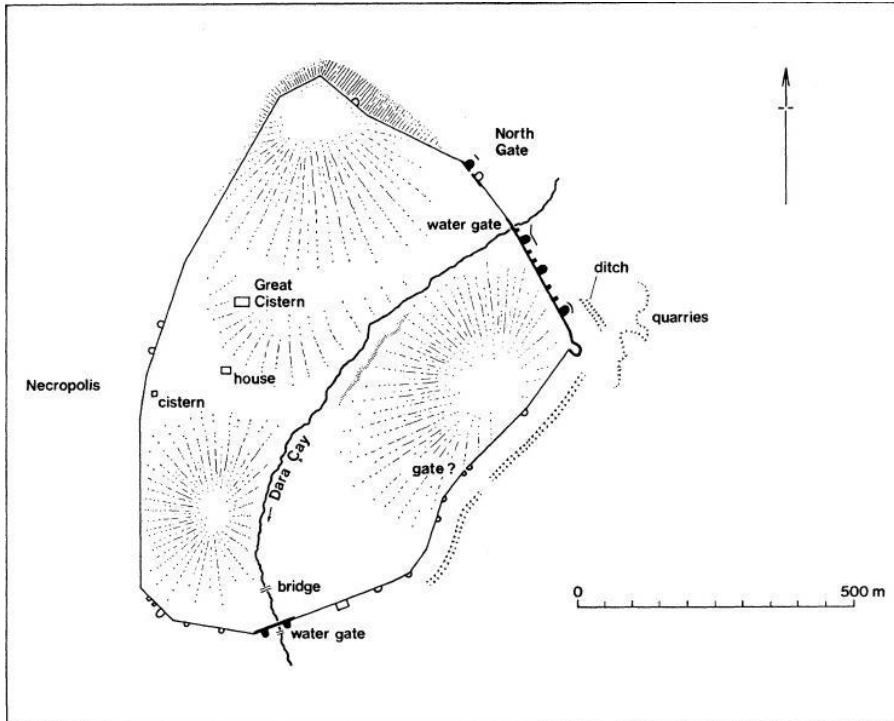 North
Gate
water gate
ditch
Great
Cistern
quarries
house
Necropolis
cistern
gate ?
← Dara Çay
bridge
0
500 m
water gate